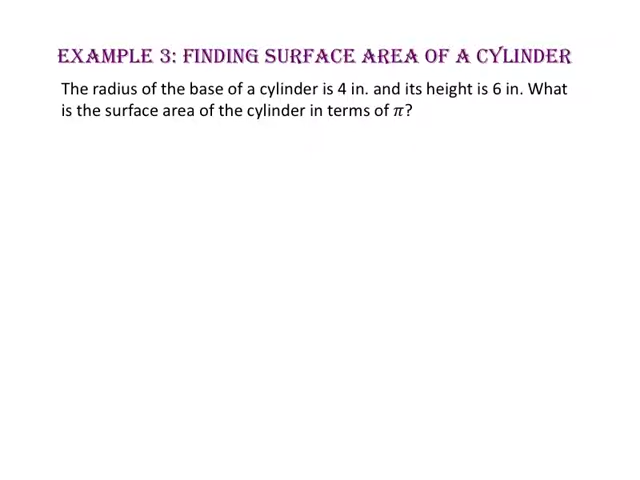 EXAMPLE 3: FINDING SURFACE AREA OF A CYLINDER
The radius of the base of a cylinder is 4 in. and its height is 6 in. What
is the surface area of the cylinder in terms of 𝜋?